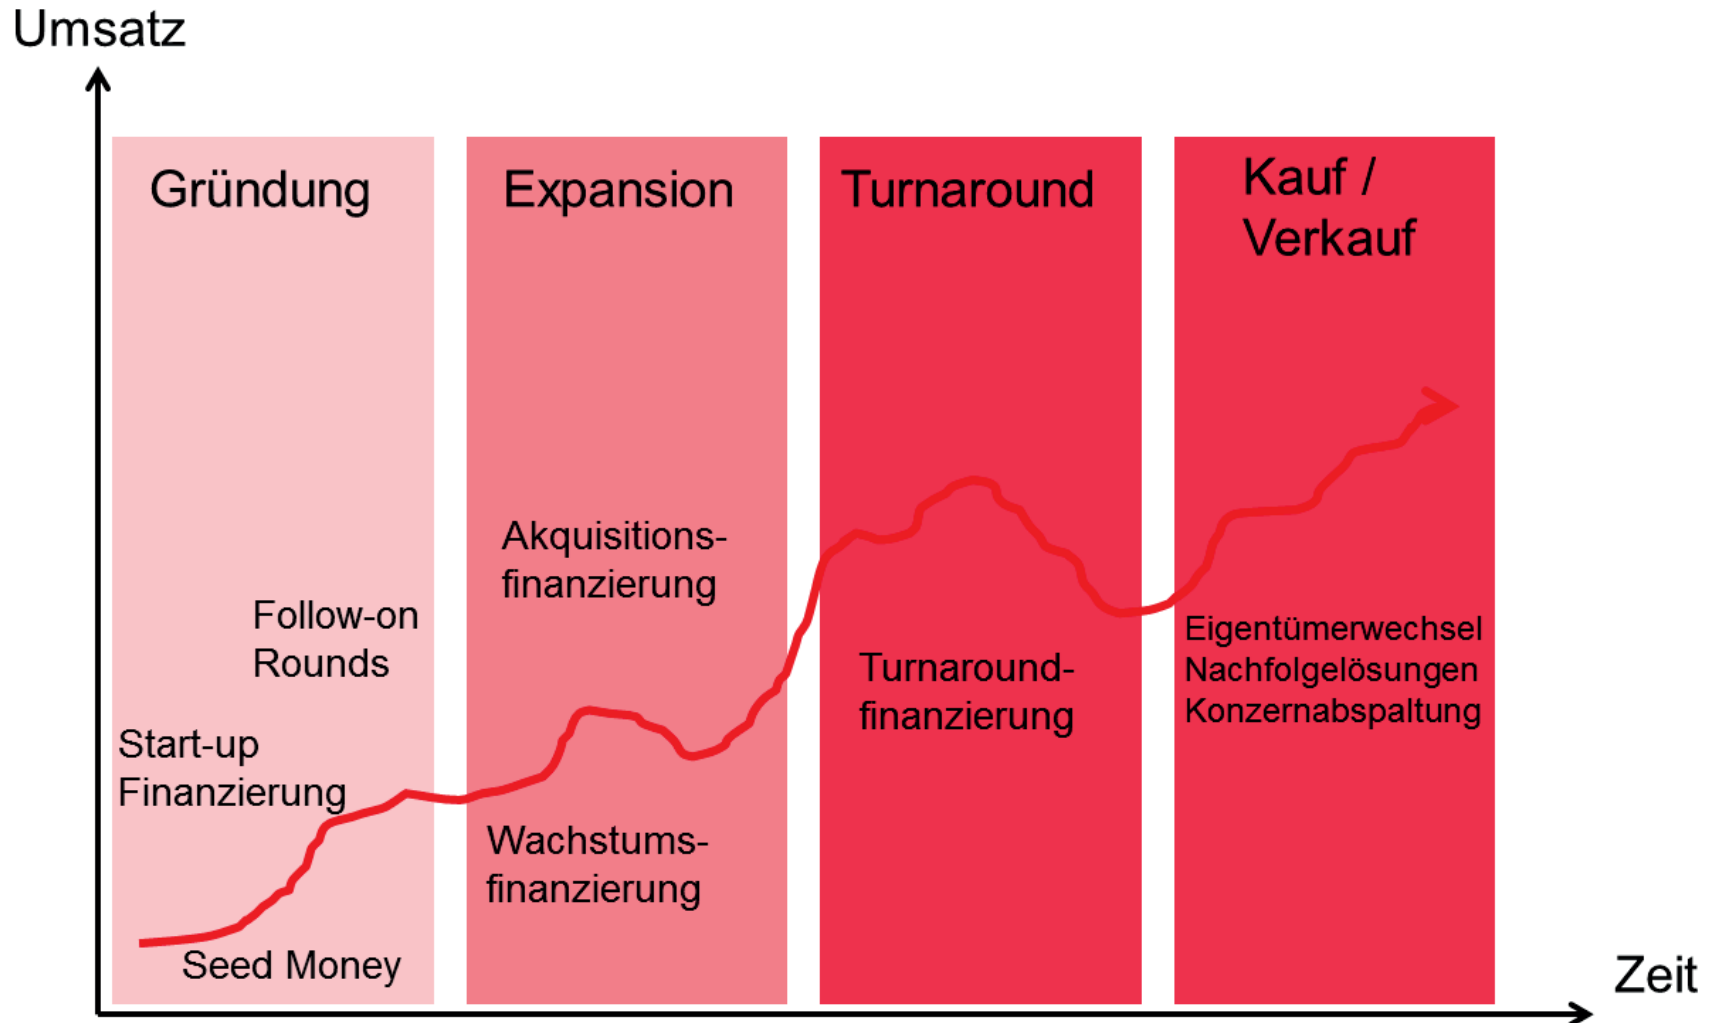 Umsatz
Gründung
Follow-on
Rounds
Start-up
Finanzierung
Seed Money
Expansion
Akquisitions-
finanzierung
Wachstums-
finanzierung
Turnaround
Turnaround-
finanzierung
Kauf /
Verkauf
Eigentümerwechsel
Nachfolgelösungen
Konzernabspaltung
Zeit